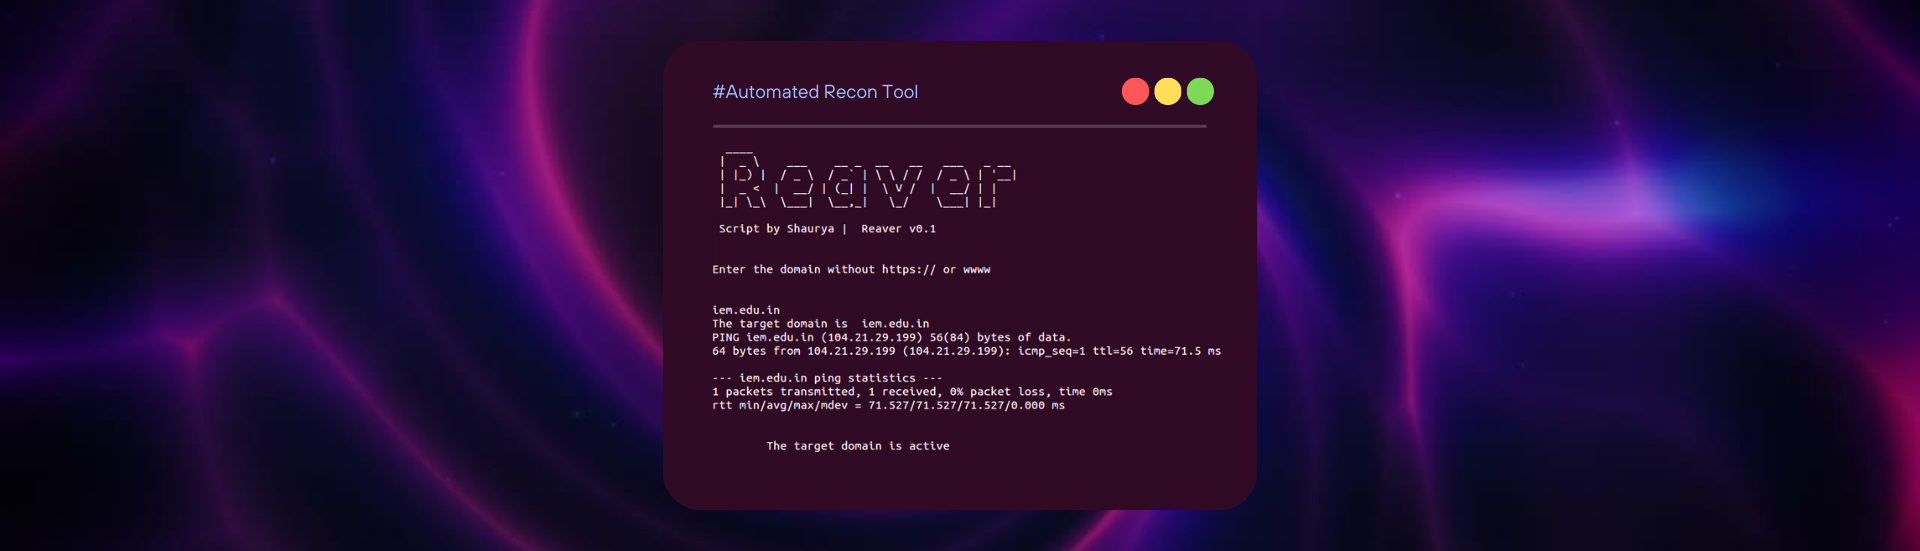 #Automated Recon Tool
Reaver
Script by Shaurya | Reaver v0.1
Enter the domain without https:// or wwww
iem.edu.in
The target domain is iem.edu.in
PING iem.edu.in (104.21.29.199) 56(84) bytes of data.
64 bytes from 104.21.29.199 (104.21.29.199): icmp_seq=1 ttl=56 time=71.5 ms
--- iem.edu.in ping statistics ---
1 packets transmitted, 1 received, 0% packet loss, time 0ms
rtt min/avg/max/mdev = 71.527/71.527/71.527/0.000 ms
The target domain is active